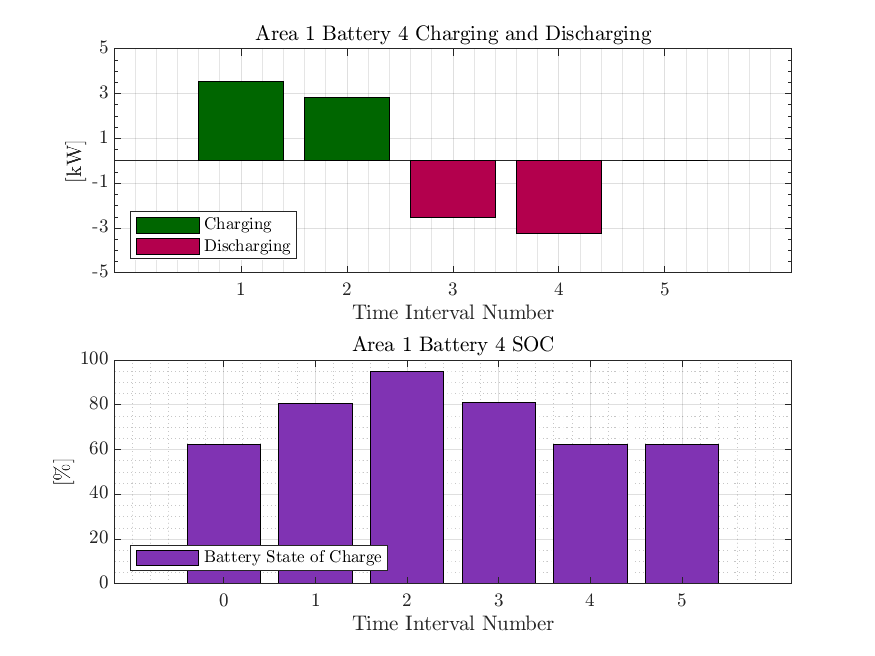 Area 1 Battery 4 Charging and Discharging
5
3
1
-1
-3
-5
[kW]
Charging
Discharging
1 2 3 4 5
Time Interval Number
Area 1 Battery 4 SOC
100
80
60
40
20
0
[%]
Battery State of Charge
0 1 2 3 4 5
Time Interval Number